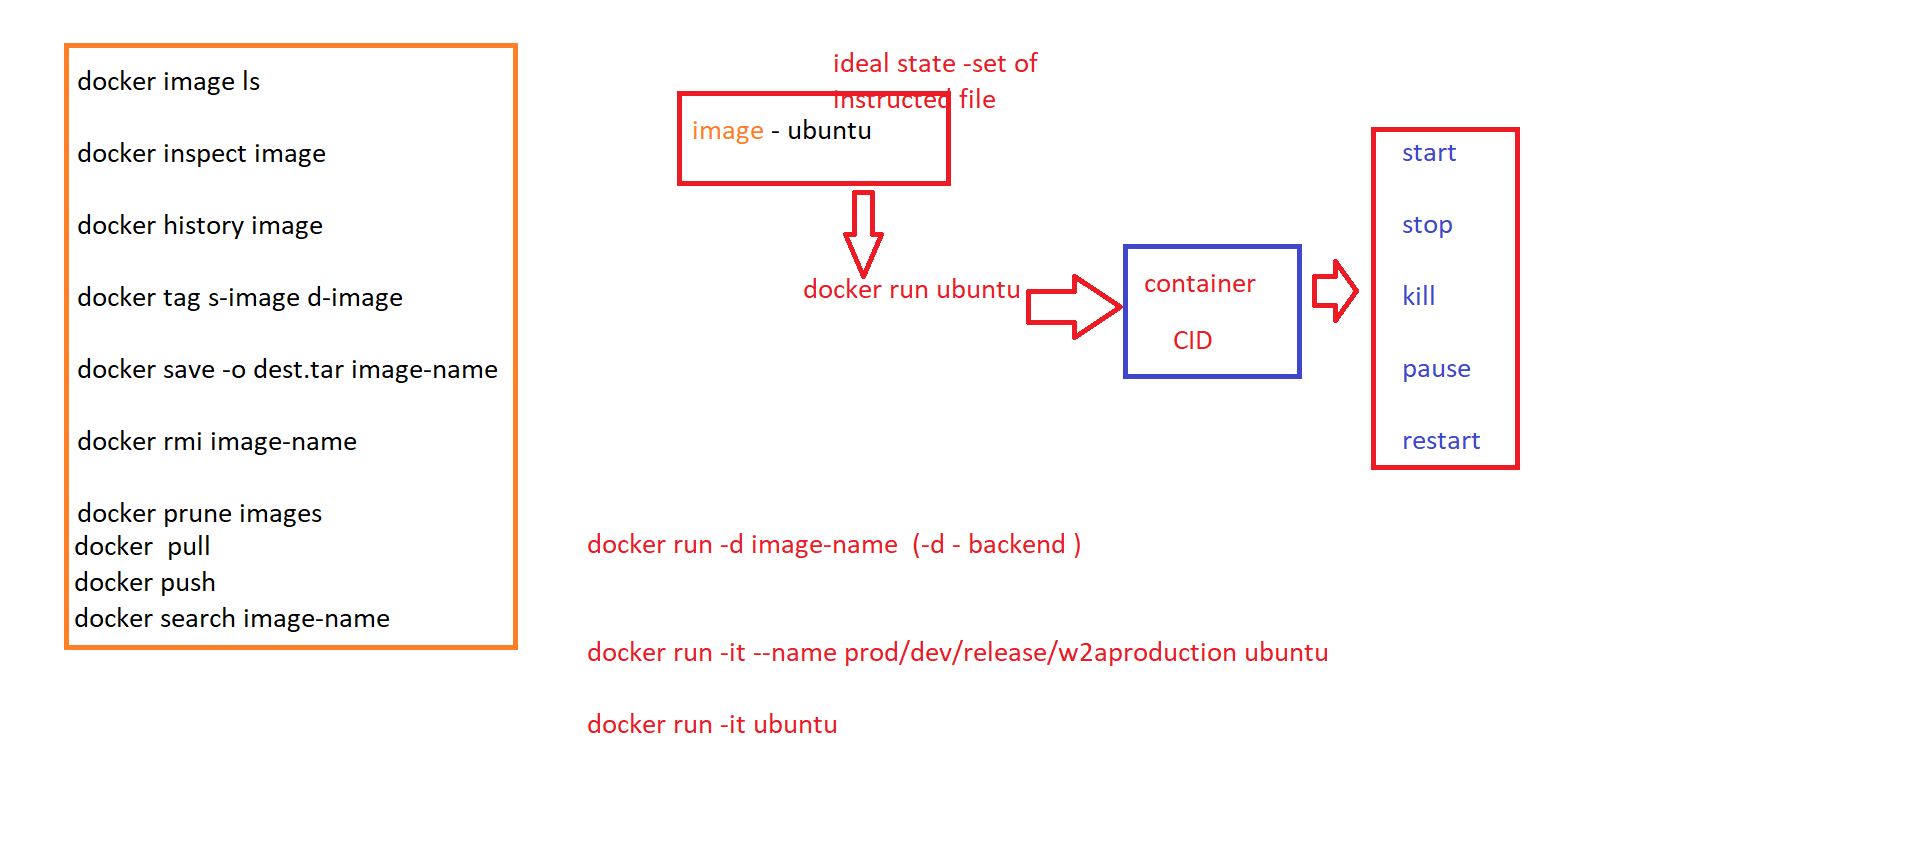 docker image ls
docker inspect image
docker history image
docker tag s-image d-image
docker save -o dest.tar image-name
docker rmi image-name
docker prune images
docker  pull
docker push
docker search image-name
ideal state -set of
instructed file
image - ubuntu
docker run ubuntu
container
CID
start
stop
kill
pause
restart
docker run -d image-name  (-d - backend )
docker run -it --name prod/dev/release/w2aproduction ubuntu
docker run -it ubuntu